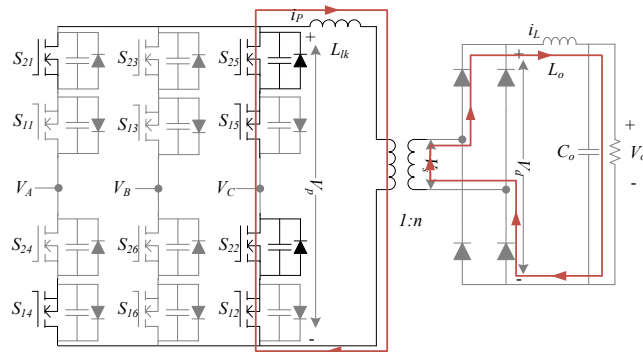 iP
iL
S21
S23
S25
Llk
+
+
Lo
S11
S13
S15
+
VA
VB
VC
Vp
Vs
Vd
Co
Vo
-
S24
S26
S22
1:n
S14
S16
S12
-
-